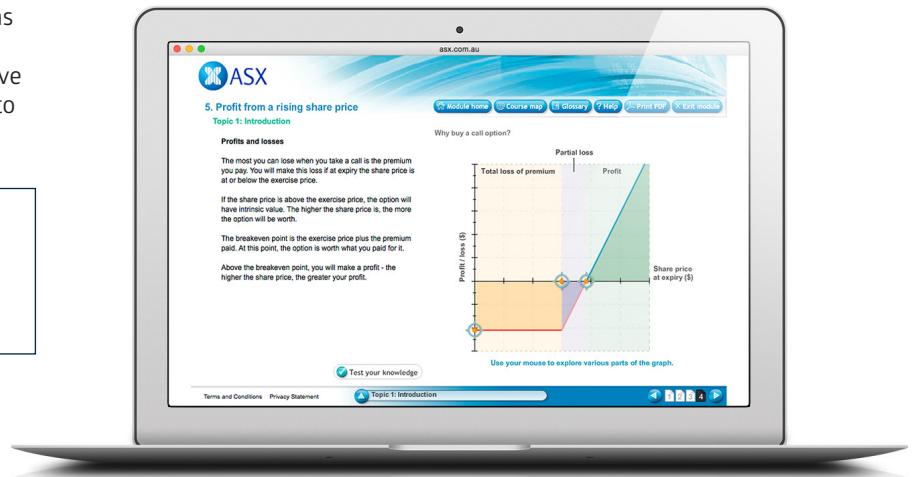 ns
ve
to
asx.com.au
ASX
5. Profit from a rising share price
Topic 1: Introduction
Module home
Course map
Glossary
? Help
Print PDF
X Exit module
Profits and losses
The most you can lose when you take a call is the premium
you pay. You will make this loss if at expiry the share price is
at or below the exercise price.
If the share price is above the exercise price, the option will
have intrinsic value. The higher the share price is, the more
the option will be worth.
The breakeven point is the exercise price plus the premium
paid. At this point, the option is worth what you paid for it.
Above the breakeven point, you will make a profit - the
higher the share price, the greater your profit.
Why buy a call option?
Partial loss
Total loss of premium
Profit
Profit / loss ($)
Share price
at expiry ($)
Use your mouse to explore various parts of the graph.
Test your knowledge
Terms and Conditions Privacy Statement
Topic 1: Introduction
1 2 3 4